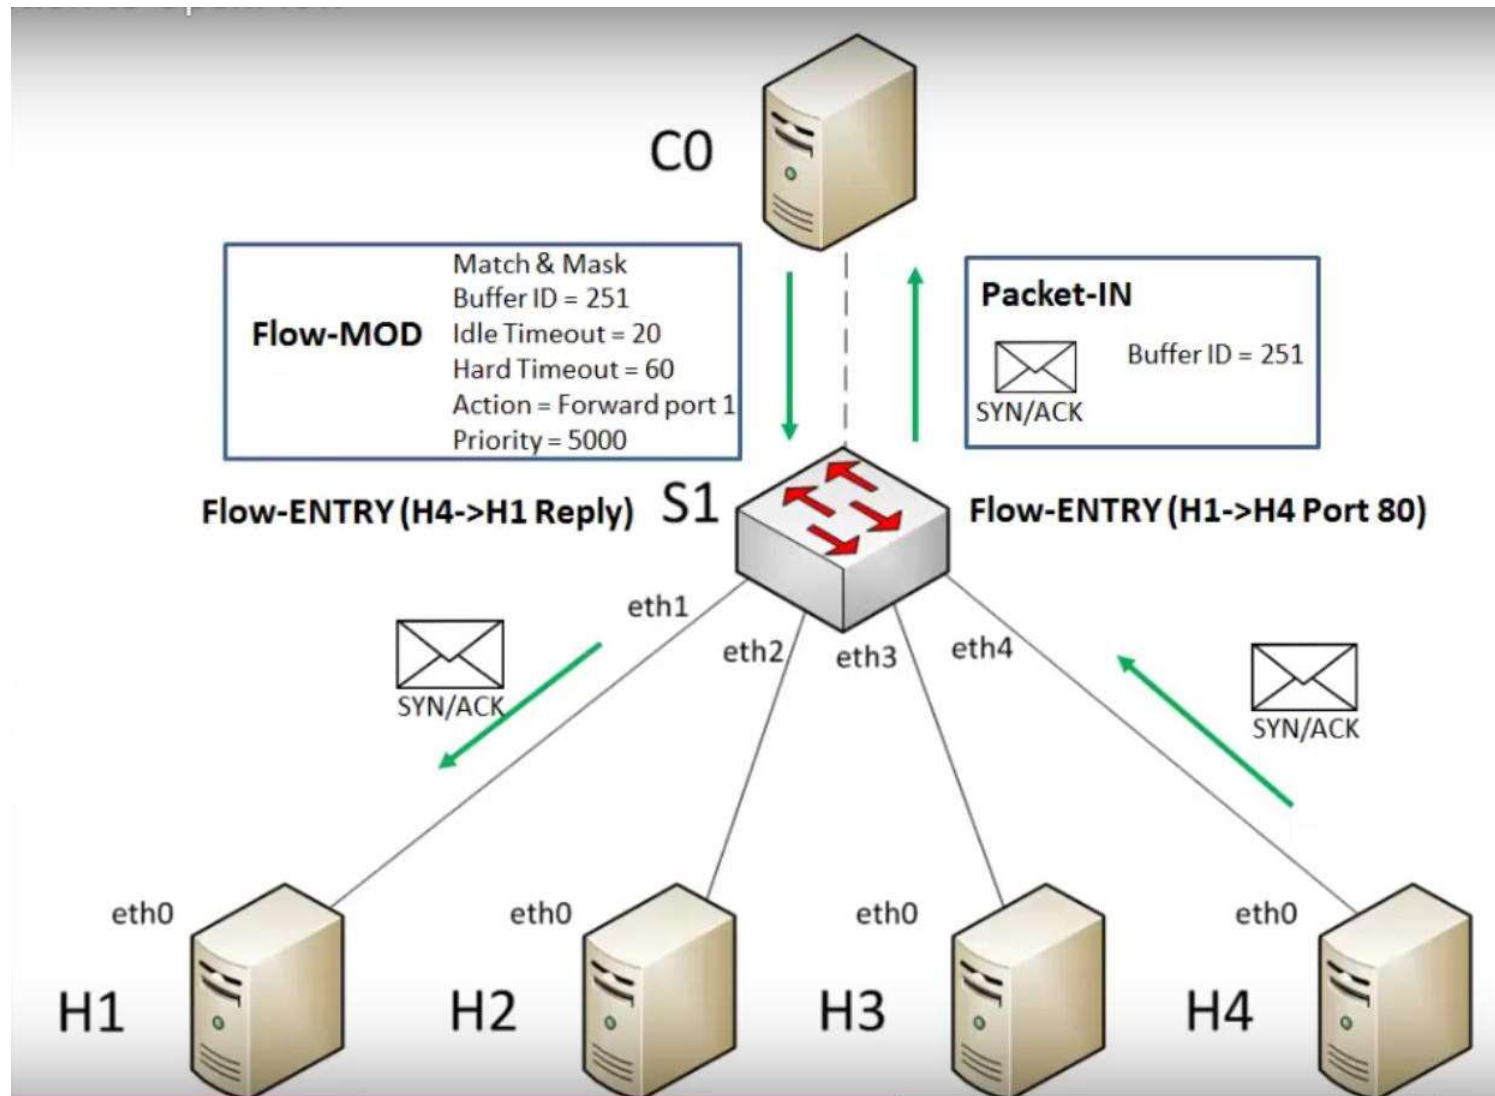 C0
Match & Mask
Buffer ID = 251
Flow-MOD
Idle Timeout = 20
Hard Timeout = 60
Action = Forward port 1
Priority = 5000
Packet-IN
Buffer ID = 251
SYN/ACK
Flow-ENTRY (H4->H1 Reply)
S1
Flow-ENTRY (H1->H4 Port 80)
eth1
eth2
eth3
eth4
SYN/ACK
SYN/ACK
eth0
eth0
eth0
eth0
H1
H2
H3
H4